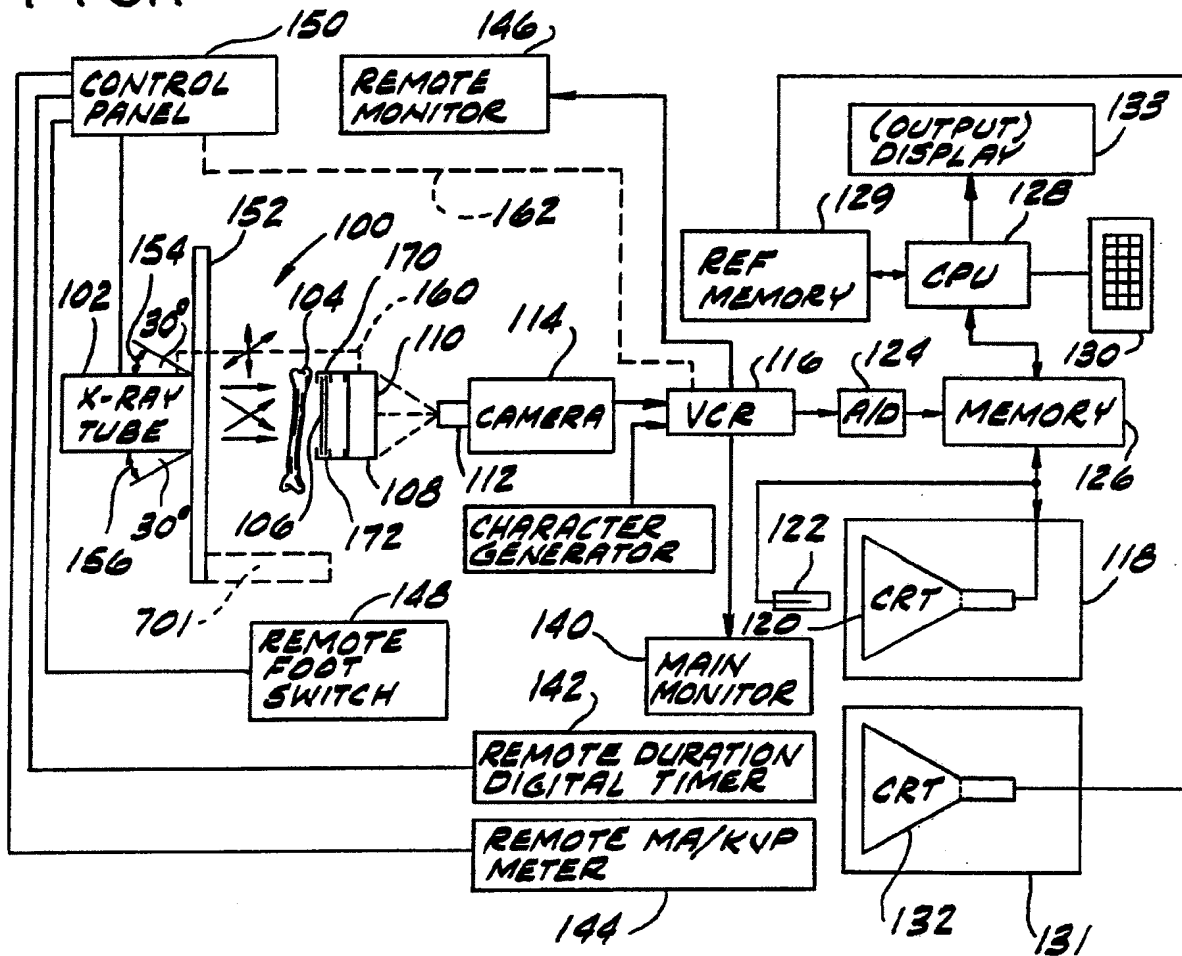 150
146
CONTROL
PANEL
REMOTE
MONITOR
(OUTPUT)
DISPLAY
133
162
129
128
152
100
170
REF
MEMORY
CPU
154
102
30°
104
160
110
114
130
X-RAY
TUBE
CAMERA
116
VCR
124
A/D
MEMORY
30°
156
106
172
108
112
CHARACTER
GENERATOR
126
122
118
701
148
CRT
120
REMOTE
FOOT
SWITCH
140
MAIN
MONITOR
142
REMOTE DURATION
DIGITAL TIMER
CRT
REMOTE MA/KVP
METER
144
132
131